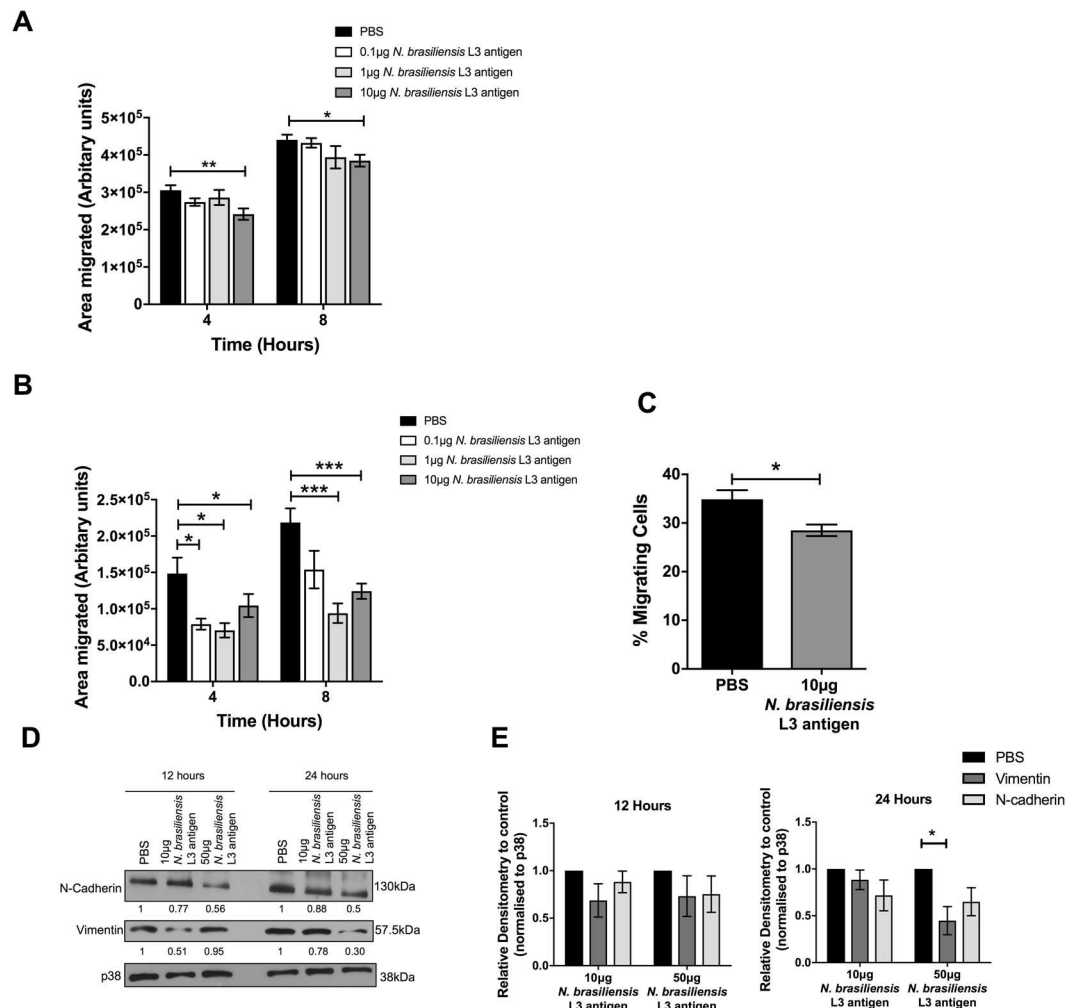 A
PBS
0.1µg N. brasiliensis L3 antigen
1µg N. brasiliensis L3 antigen
10µg N. brasiliensis L3 antigen
Area migrated (Arbitary units)
5×10⁵
4×10⁵
3×10⁵
2×10⁵
1×10⁵
0
**
*
4
8
Time (Hours)
B
PBS
0.1µg N. brasiliensis L3 antigen
1µg N. brasiliensis L3 antigen
10µg N. brasiliensis L3 antigen
Area migrated (Arbitary units)
2.5×10⁵
2.0×10⁵
1.5×10⁵
1.0×10⁵
5.0×10⁴
0.0
*
*
*
***
***
4
8
Time (Hours)
C
% Migrating Cells
40
30
20
10
0
*
PBS
10µg
N. brasiliensis
L3 antigen
D
12 hours
24 hours
PBS
10µg
N. brasiliensis
L3 antigen
50µg
N. brasiliensis
L3 antigen
PBS
10µg
N. brasiliensis
L3 antigen
50µg
N. brasiliensis
L3 antigen
N-Cadherin
130kDa
1 0.77 0.56 1 0.88 0.5
Vimentin
57.5kDa
1 0.51 0.95 1 0.78 0.30
p38
38kDa
E
PBS
Vimentin
N-cadherin
12 Hours
Relative Densitometry to control
(normalised to p38)
1.5
1.0
0.5
0.0
10µg
N. brasiliensis
L3 antigen
50µg
N. brasiliensis
L3 antigen
24 Hours
Relative Densitometry to control
(normalised to p38)
1.5
1.0
0.5
0.0
*
10µg
N. brasiliensis
L3 antigen
50µg
N. brasiliensis
L3 antigen